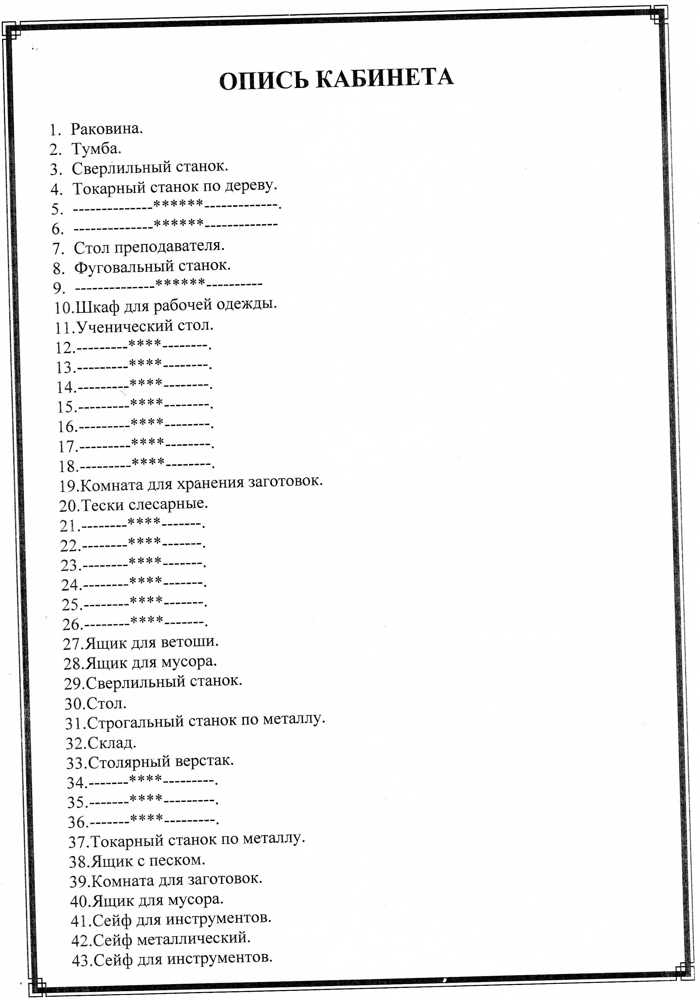 ОПИСЬ КАБИНЕТА
1. Раковина.
2. Тумба.
3. Сверлильный станок.
4. Токарный станок по дереву.
5. --------------******-------------.
6. --------------******-------------
7. Стол преподавателя.
8. Фуговальный станок.
9. --------------******----------
10.Шкаф для рабочей одежды.
11.Ученический стол.
12.---------****--------.
13.---------****--------.
14.---------****--------.
15.---------****--------.
16.---------****--------.
17.---------****--------.
18.---------****--------.
19.Комната для хранения заготовок.
20.Тески слесарные.
21.--------****-------.
22.--------****-------.
23.--------****-------.
24.--------****-------.
25.--------****-------.
26.--------****-------.
27.Ящик для ветоши.
28.Ящик для мусора.
29.Сверлильный станок.
30.Стол.
31.Строгальный станок по металлу.
32.Склад.
33.Столярный верстак.
34.-------****---------.
35.-------****---------.
36.-------****---------.
37.Токарный станок по металлу.
38.Ящик с песком.
39.Комната для заготовок.
40.Ящик для мусора.
41.Сейф для инструментов.
42.Сейф металлический.
43.Сейф для инструментов.